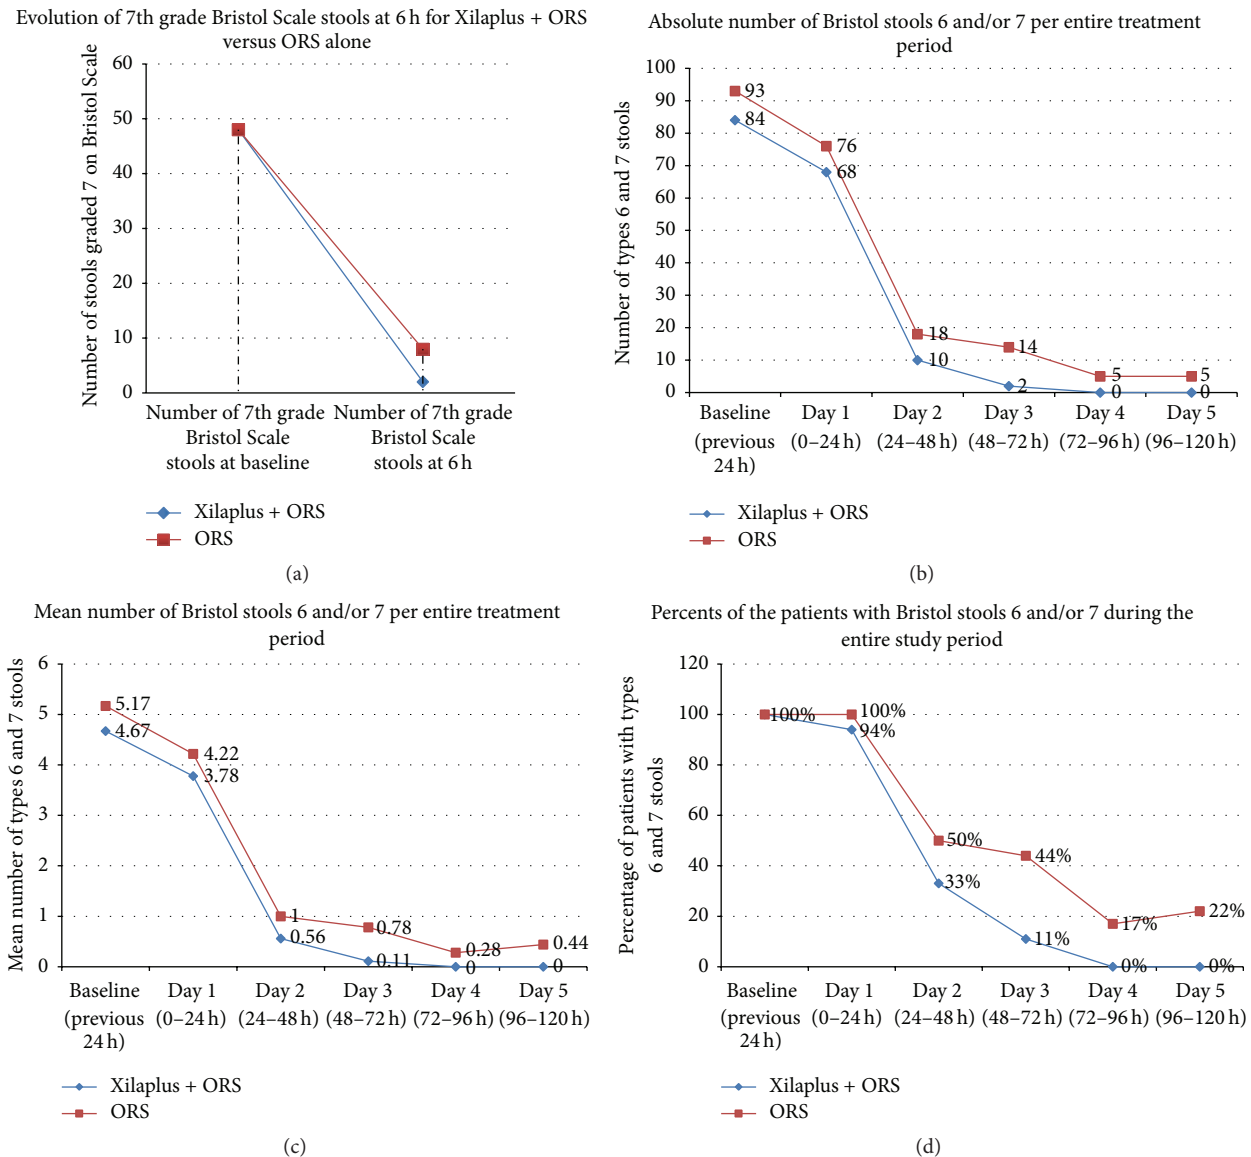 Evolution of 7th grade Bristol Scale stools at 6 h for Xilaplus + ORS
versus ORS alone
Number of stools graded 7 on Bristol Scale
60
50
40
30
20
10
0
Number of 7th grade
Bristol Scale
stools at baseline
Number of 7th grade
Bristol Scale
stools at 6 h
Xilaplus + ORS
ORS
(a)
Absolute number of Bristol stools 6 and/or 7 per entire treatment
period
Number of types 6 and 7 stools
100
90
80
70
60
50
40
30
20
10
0
93
84
76
68
18
10
14
2
5
0
5
0
Baseline
(previous
24 h)
Day 1
(0–24 h)
Day 2
(24–48 h)
Day 3
(48–72 h)
Day 4
(72–96 h)
Day 5
(96–120 h)
Xilaplus + ORS
ORS
(b)
Mean number of Bristol stools 6 and/or 7 per entire treatment
period
Mean number of types 6 and 7 stools
6
5
4
3
2
1
0
5.17
4.67
4.22
3.78
1
0.56
0.78
0.11
0.28
0
0.44
0
Baseline
(previous
24 h)
Day 1
(0–24 h)
Day 2
(24–48 h)
Day 3
(48–72 h)
Day 4
(72–96 h)
Day 5
(96–120 h)
Xilaplus + ORS
ORS
(c)
Percents of the patients with Bristol stools 6 and/or 7 during the
entire study period
Percentage of patients with types
6 and 7 stools
120
100
80
60
40
20
0
100%
100%
94%
50%
33%
44%
11%
17%
0%
22%
0%
Baseline
(previous
24 h)
Day 1
(0–24 h)
Day 2
(24–48 h)
Day 3
(48–72 h)
Day 4
(72–96 h)
Day 5
(96–120 h)
Xilaplus + ORS
ORS
(d)